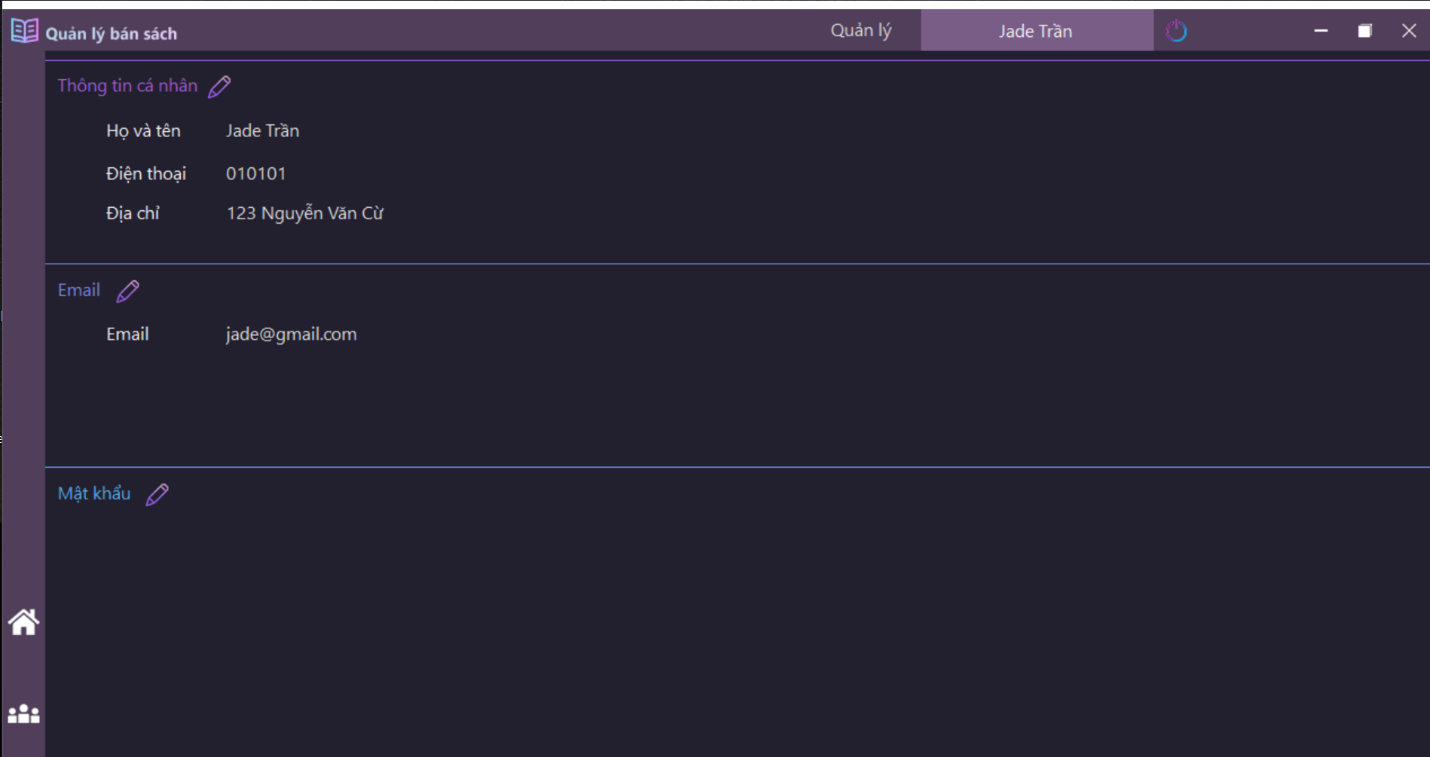 Quản lý bán sách
Quản lý
Jade Trần
Thông tin cá nhân
Họ và tên Jade Trần
Điện thoại 010101
Địa chỉ 123 Nguyễn Văn Cừ
Email
Email jade@gmail.com
Mật khẩu